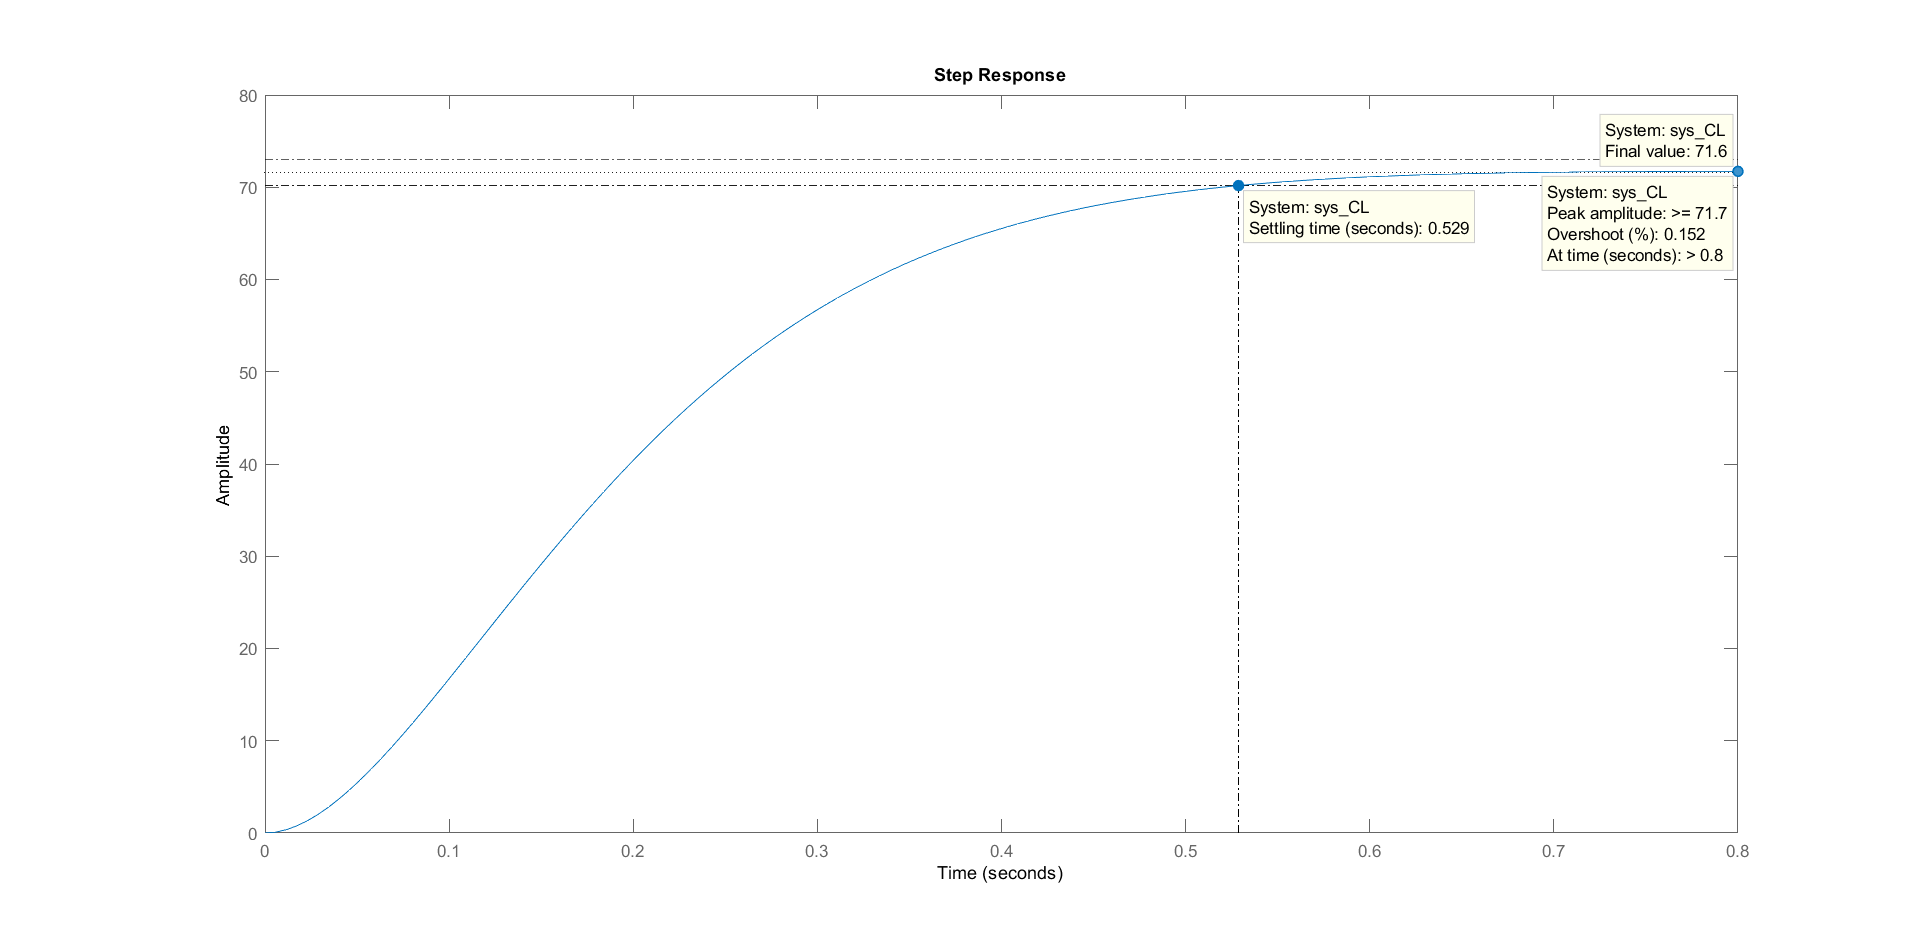 Step Response
80
70
60
50
40
30
20
10
0
Amplitude
System: sys_CL
Final value: 71.6
System: sys_CL
Peak amplitude: >= 71.7
Overshoot (%): 0.152
At time (seconds): > 0.8
System: sys_CL
Settling time (seconds): 0.529
0 0.1 0.2 0.3 0.4 0.5 0.6 0.7 0.8
Time (seconds)